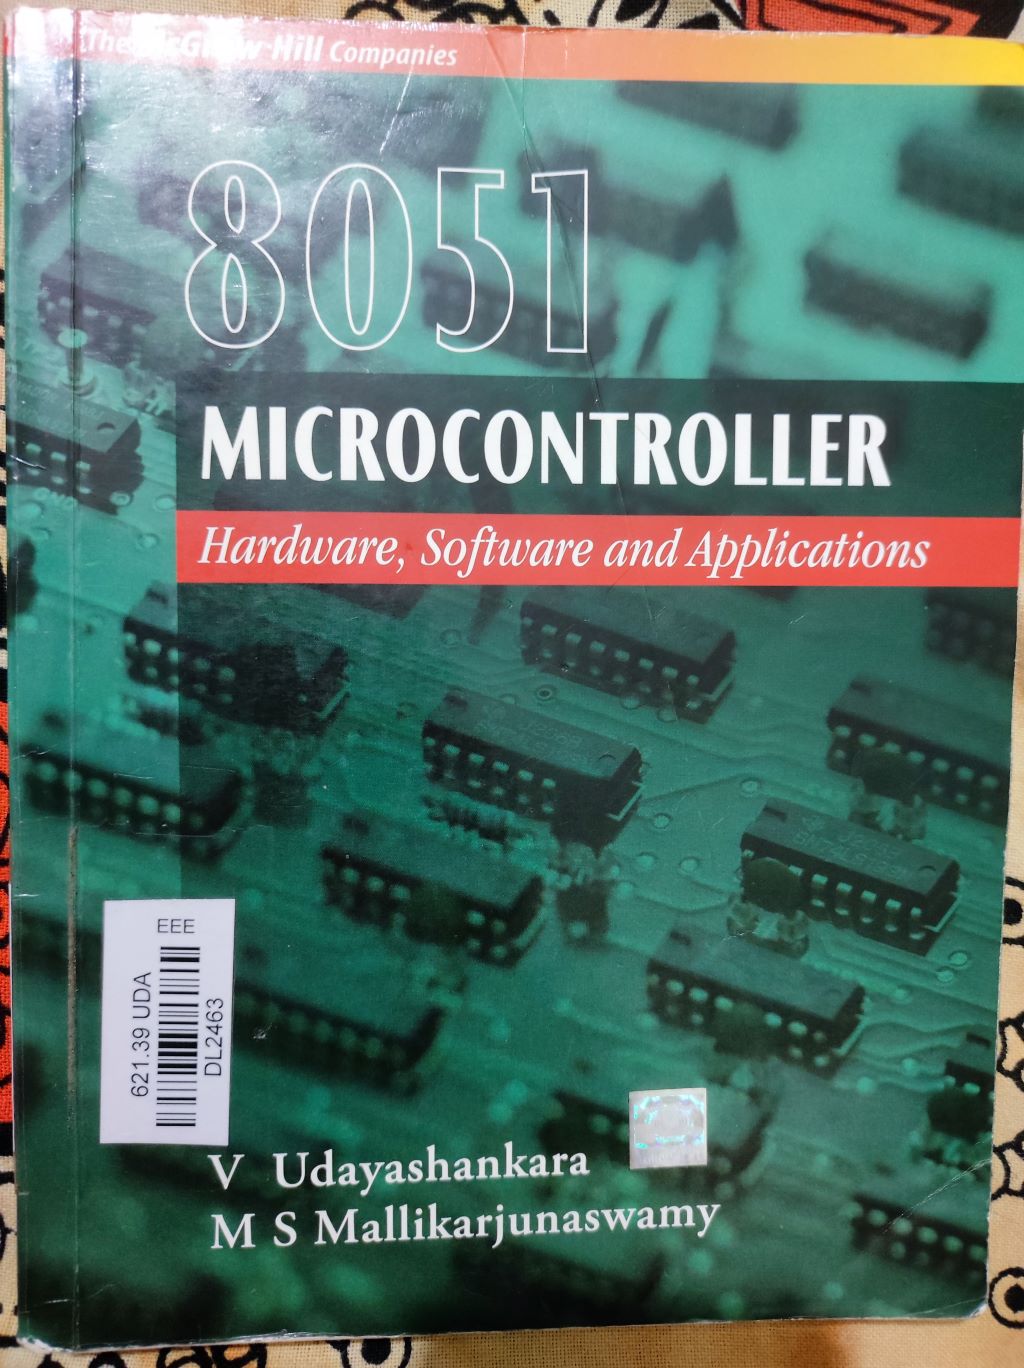 The McGraw-Hill Companies
8051
MICROCONTROLLER
Hardware, Software and Applications
EEE
621.39 UDA
DL2463
V Udayashankara
M S Mallikarjunaswamy